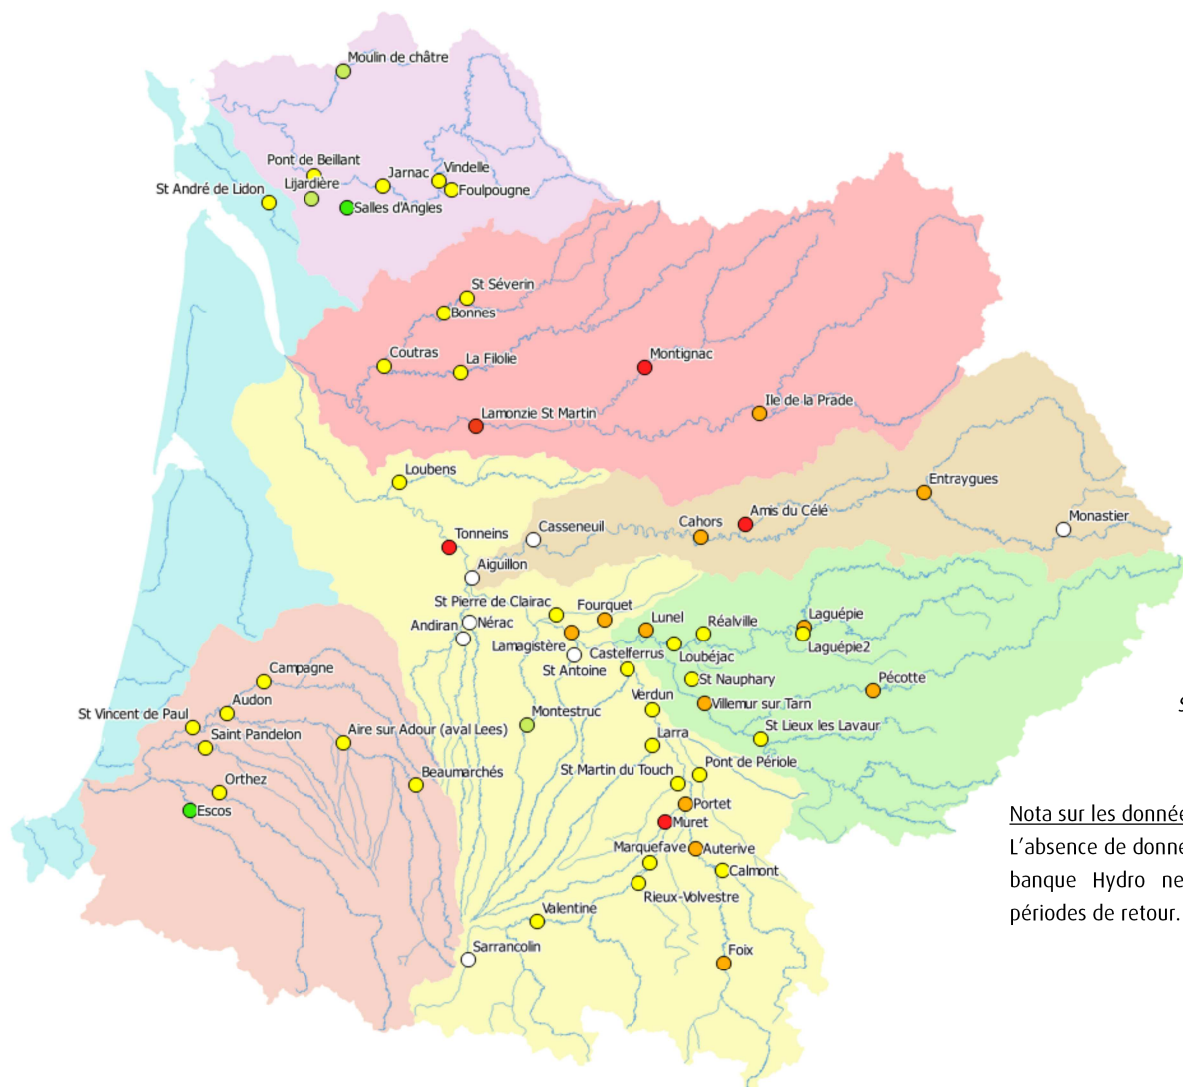 Moulin de châtre
Pont de Beillant
Vindelle
Jarnac
Lijardière
St André de Lidon
Foulpougne
Salles d'Angles
St Séverin
Bonnes
Coutras
La Filolie
Montignac
Ile de la Prade
Lamonzie St Martin
Loubens
Entraygues
Amis du Célé
Monastier
Cahors
Casseneuil
Tonneins
Aiguillon
St Pierre de Clairac
Fourquet
Lunel
Réalville
Laguépie
Nérac
Andiran
Lamagistère
Laguépie2
Loubéjac
Castelferrus
St Antoine
Campagne
St Nauphary
Pécotte
Audon
Verdun
Villemur sur Tarn
S
St Vincent de Paul
Montestruc
St Lieux les Lavaur
Aire sur Adour (aval Lees)
Saint Pandelon
Larra
Pont de Périole
Beaumarchés
St Martin du Touch
Orthez
Portet
Escos
Muret
Nota sur les donnée
Marquefave
Auterive
L'absence de donne
Calmont
banque Hydro ne
Rieux-Volvestre
Valentine
périodes de retour.
Sarrancolin
Foix